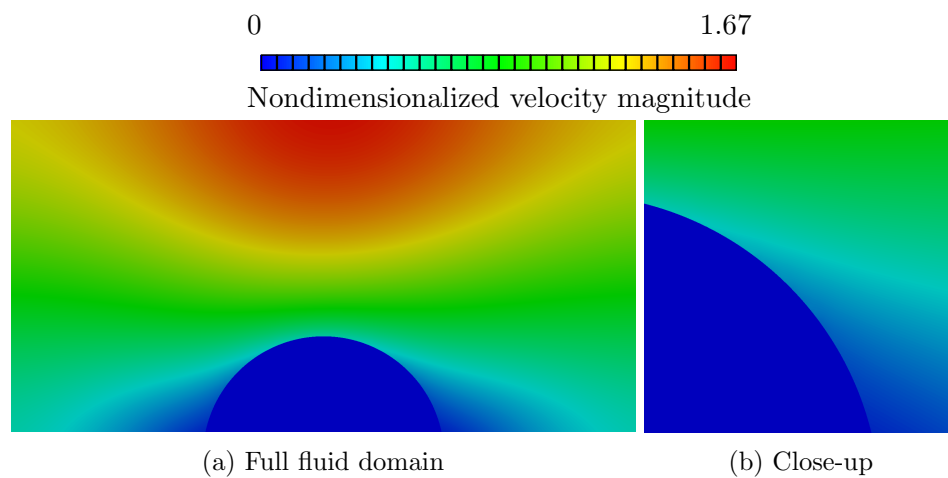 0 1.67
Nondimensionalized velocity magnitude
(a) Full fluid domain
(b) Close-up